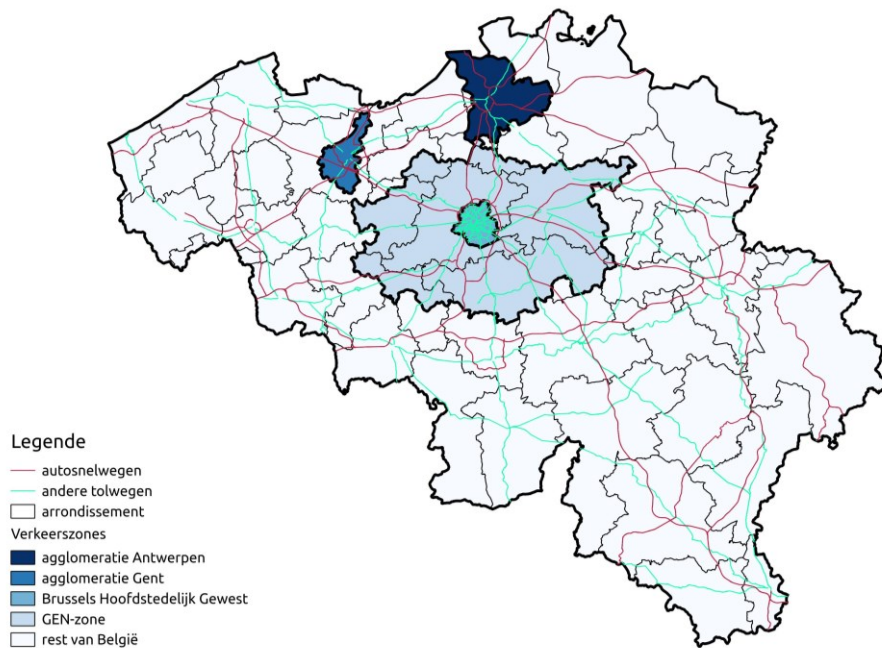 Legende
autosnelwegen
andere tolwegen
arrondissement
Verkeerszones
agglomeratie Antwerpen
agglomeratie Gent
Brussels Hoofdstedelijk Gewest
GEN-zone
rest van België